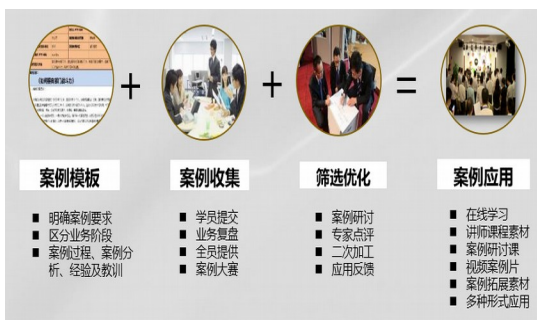 案例模板
明确案例要求
区分业务阶段
案例过程、案例分
析、经验及教训
案例收集
学员提交
业务复盘
全员提供
案例大赛
筛选优化
案例研讨
专家点评
二次加工
应用反馈
案例应用
在线学习
讲师课程素材
案例研讨课
视频案例片
案例拓展素材
多种形式应用